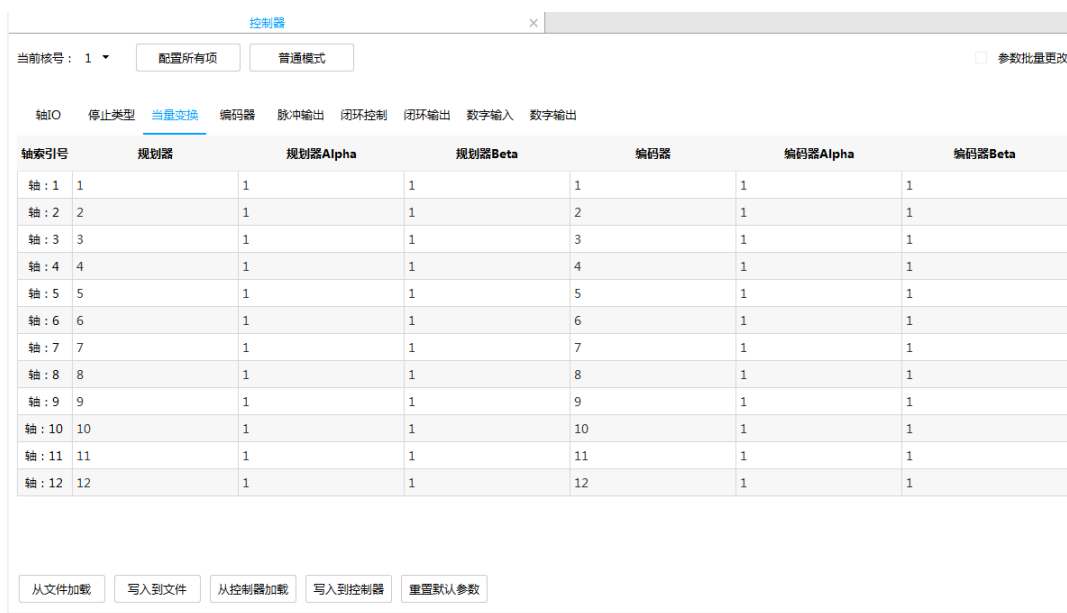 控制器
当前核号： 1 配置所有项 普通模式 参数批量更改
轴IO 停止类型 当量变换 编码器 脉冲输出 闭环控制 闭环输出 数字输入 数字输出
轴索引号 规划器 规划器Alpha 规划器Beta 编码器 编码器Alpha 编码器Beta
轴：1 1 1 1 1 1 1
轴：2 2 1 1 2 1 1
轴：3 3 1 1 3 1 1
轴：4 4 1 1 4 1 1
轴：5 5 1 1 5 1 1
轴：6 6 1 1 6 1 1
轴：7 7 1 1 7 1 1
轴：8 8 1 1 8 1 1
轴：9 9 1 1 9 1 1
轴：10 10 1 1 10 1 1
轴：11 11 1 1 11 1 1
轴：12 12 1 1 12 1 1
从文件加载 写入到文件 从控制器加载 写入到控制器 重置默认参数